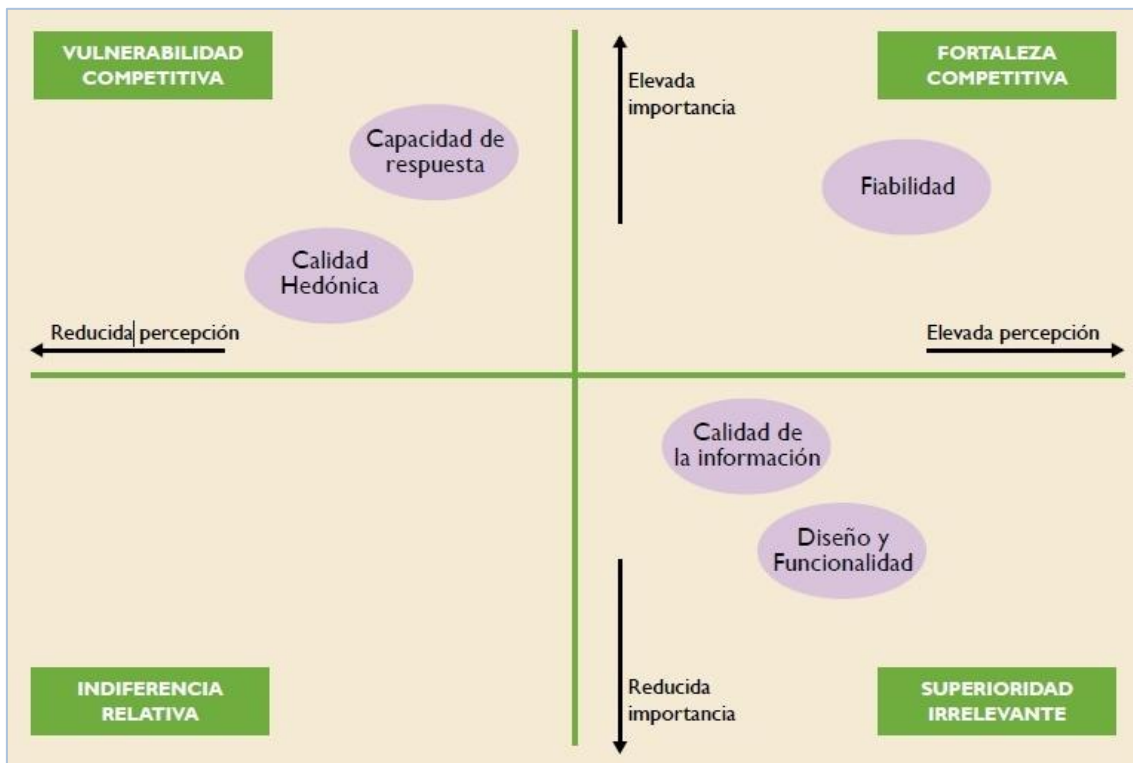 VULNERABILIDAD
COMPETITIVA
Elevada
importancia
FORTALEZA
COMPETITIVA
Capacidad de
respuesta
Fiabilidad
Calidad
Hedónica
Reducida percepción
Elevada percepción
Calidad de
la información
Diseño y
Funcionalidad
INDIFERENCIA
RELATIVA
Reducida
importancia
SUPERIORIDAD
IRRELEVANTE